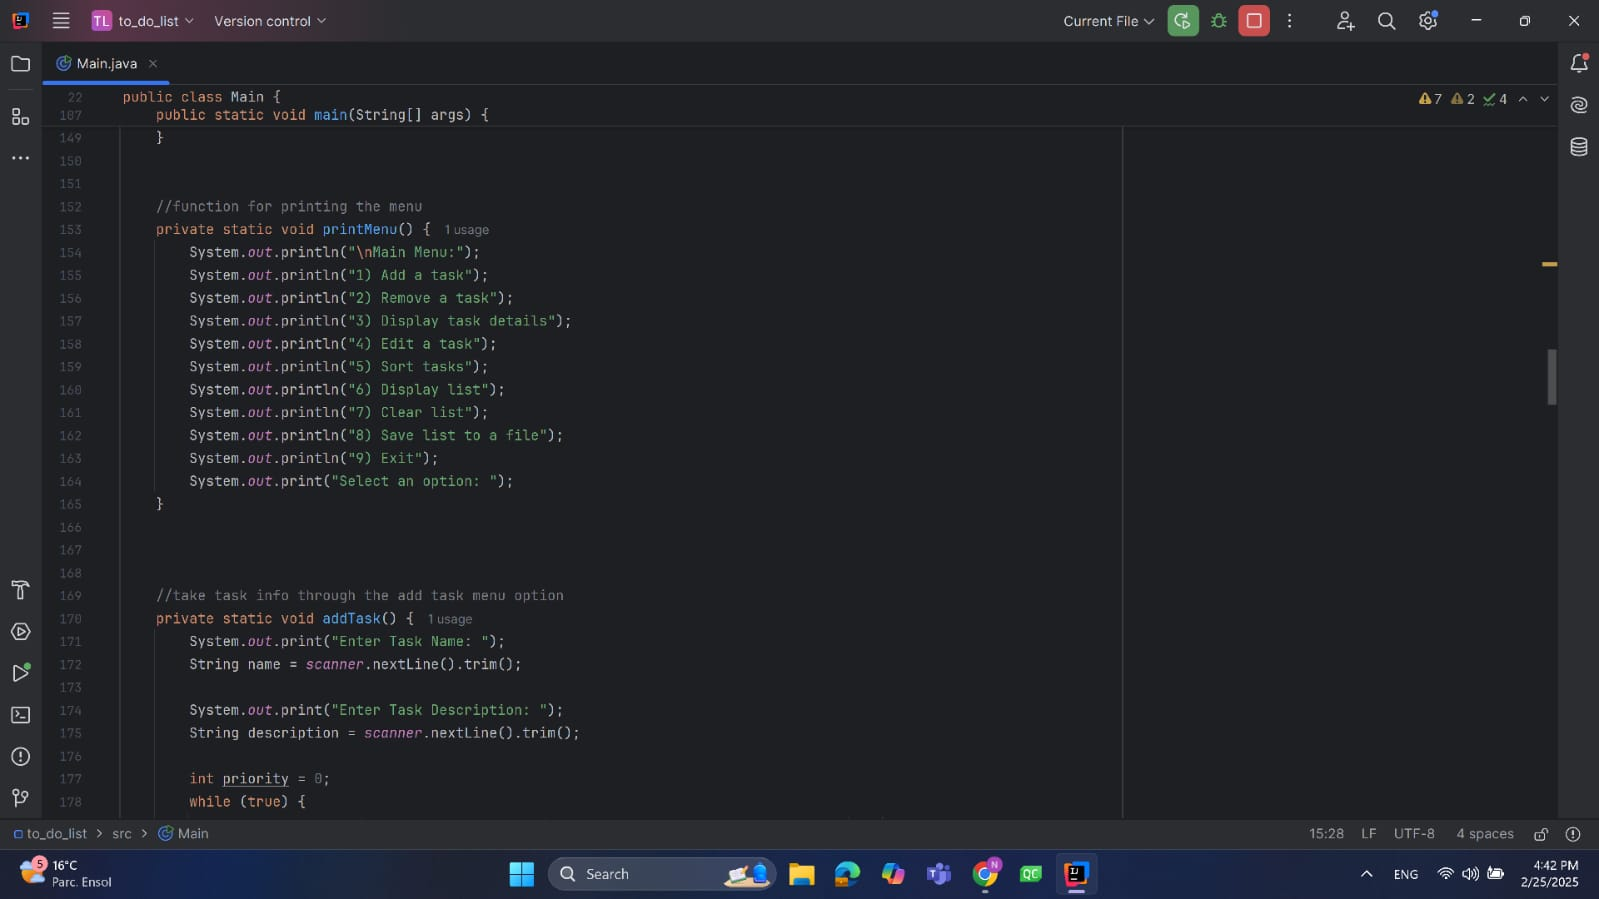 TL to_do_list Version control Current File
Main.java
7 2 4
22 public class Main {
107 public static void main(String[] args) {
149 }
150
151
152 //function for printing the menu
153 private static void printMenu() { 1 usage
154 System.out.println("\nMain Menu:");
155 System.out.println("1) Add a task");
156 System.out.println("2) Remove a task");
157 System.out.println("3) Display task details");
158 System.out.println("4) Edit a task");
159 System.out.println("5) Sort tasks");
160 System.out.println("6) Display list");
161 System.out.println("7) Clear list");
162 System.out.println("8) Save list to a file");
163 System.out.println("9) Exit");
164 System.out.print("Select an option: ");
165 }
166
167
168
169 //take task info through the add task menu option
170 private static void addTask() { 1 usage
171 System.out.print("Enter Task Name: ");
172 String name = scanner.nextLine().trim();
173
174 System.out.print("Enter Task Description: ");
175 String description = scanner.nextLine().trim();
176
177 int priority = 0;
178 while (true) {
to_do_list > src > Main 15:28 LF UTF-8 4 spaces
5 16°C
Parc. Ensol
Search
N
QC
ENG
4:42 PM
2/25/2025